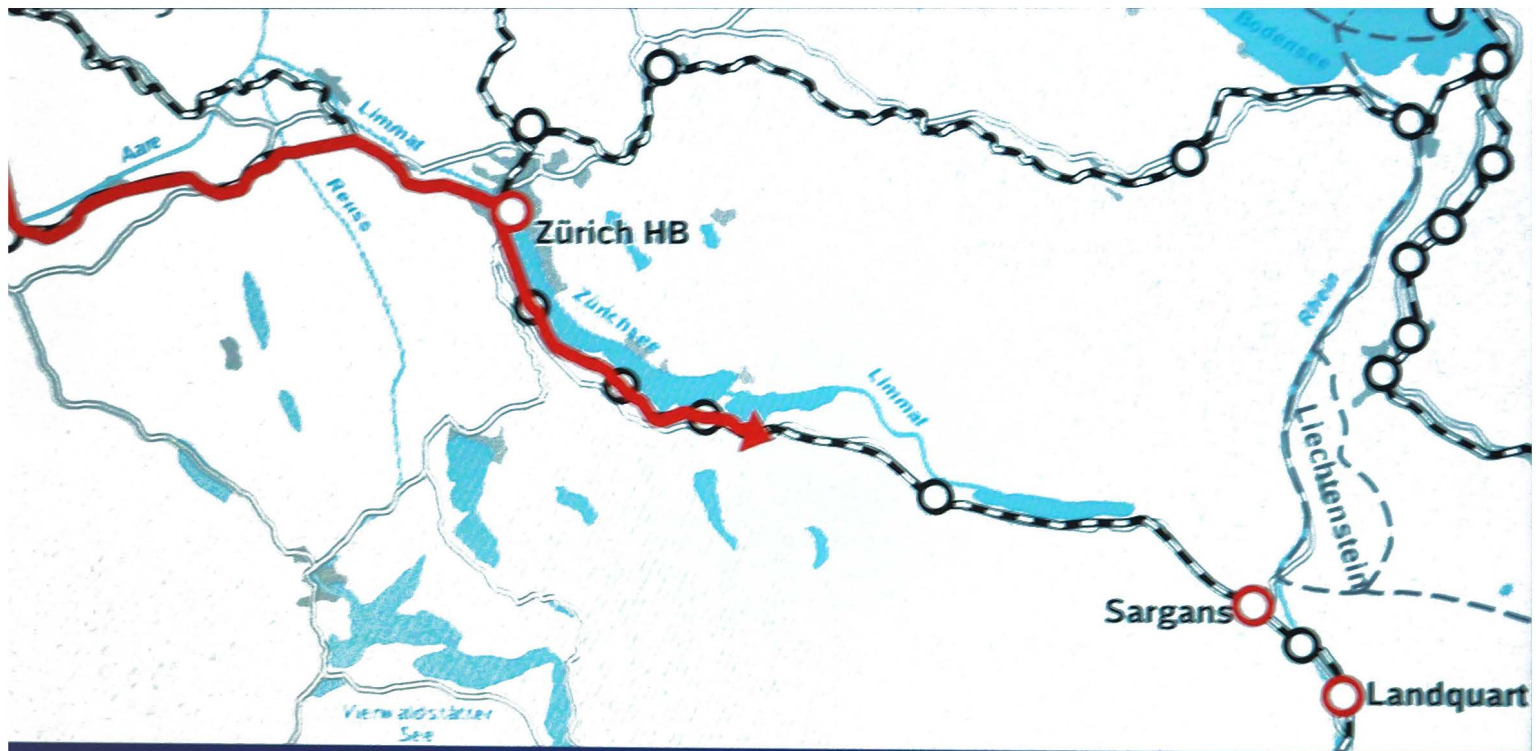 Bodensee
Limmat
Aare
Reuss
Zürich HB
Rhein
Zürichsee
Limmat
Liechtenstein
Sargans
Landquart
Vierwaldstätter
See